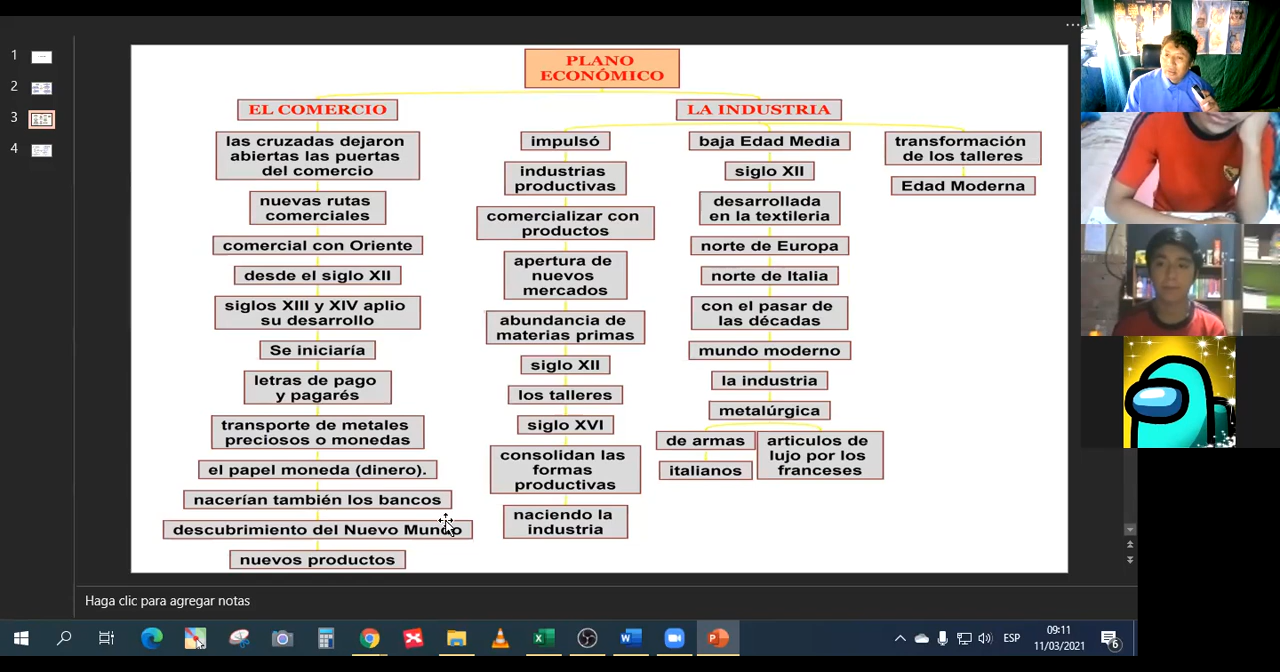 1
2
3
4
PLANO
ECONÓMICO
EL COMERCIO
las cruzadas dejaron
abiertas las puertas
del comercio
nuevas rutas
comerciales
comercial con Oriente
desde el siglo XII
siglos XIII y XIV aplio
su desarrollo
Se iniciaría
letras de pago
y pagarés
transporte de metales
preciosos o monedas
el papel moneda (dinero).
nacerían también los bancos
descubrimiento del Nuevo Mundo
nuevos productos
LA INDUSTRIA
impulsó
industrias
productivas
comercializar con
productos
apertura de
nuevos
mercados
abundancia de
materias primas
siglo XII
los talleres
siglo XVI
consolidan las
formas
productivas
naciendo la
industria
baja Edad Media
siglo XII
desarrollada
en la textileria
norte de Europa
norte de Italia
con el pasar de
las décadas
mundo moderno
la industria
metalúrgica
de armas
italianos
articulos de
lujo por los
franceses
transformación
de los talleres
Edad Moderna
Haga clic para agregar notas
ESP
09:11
11/03/2021
6